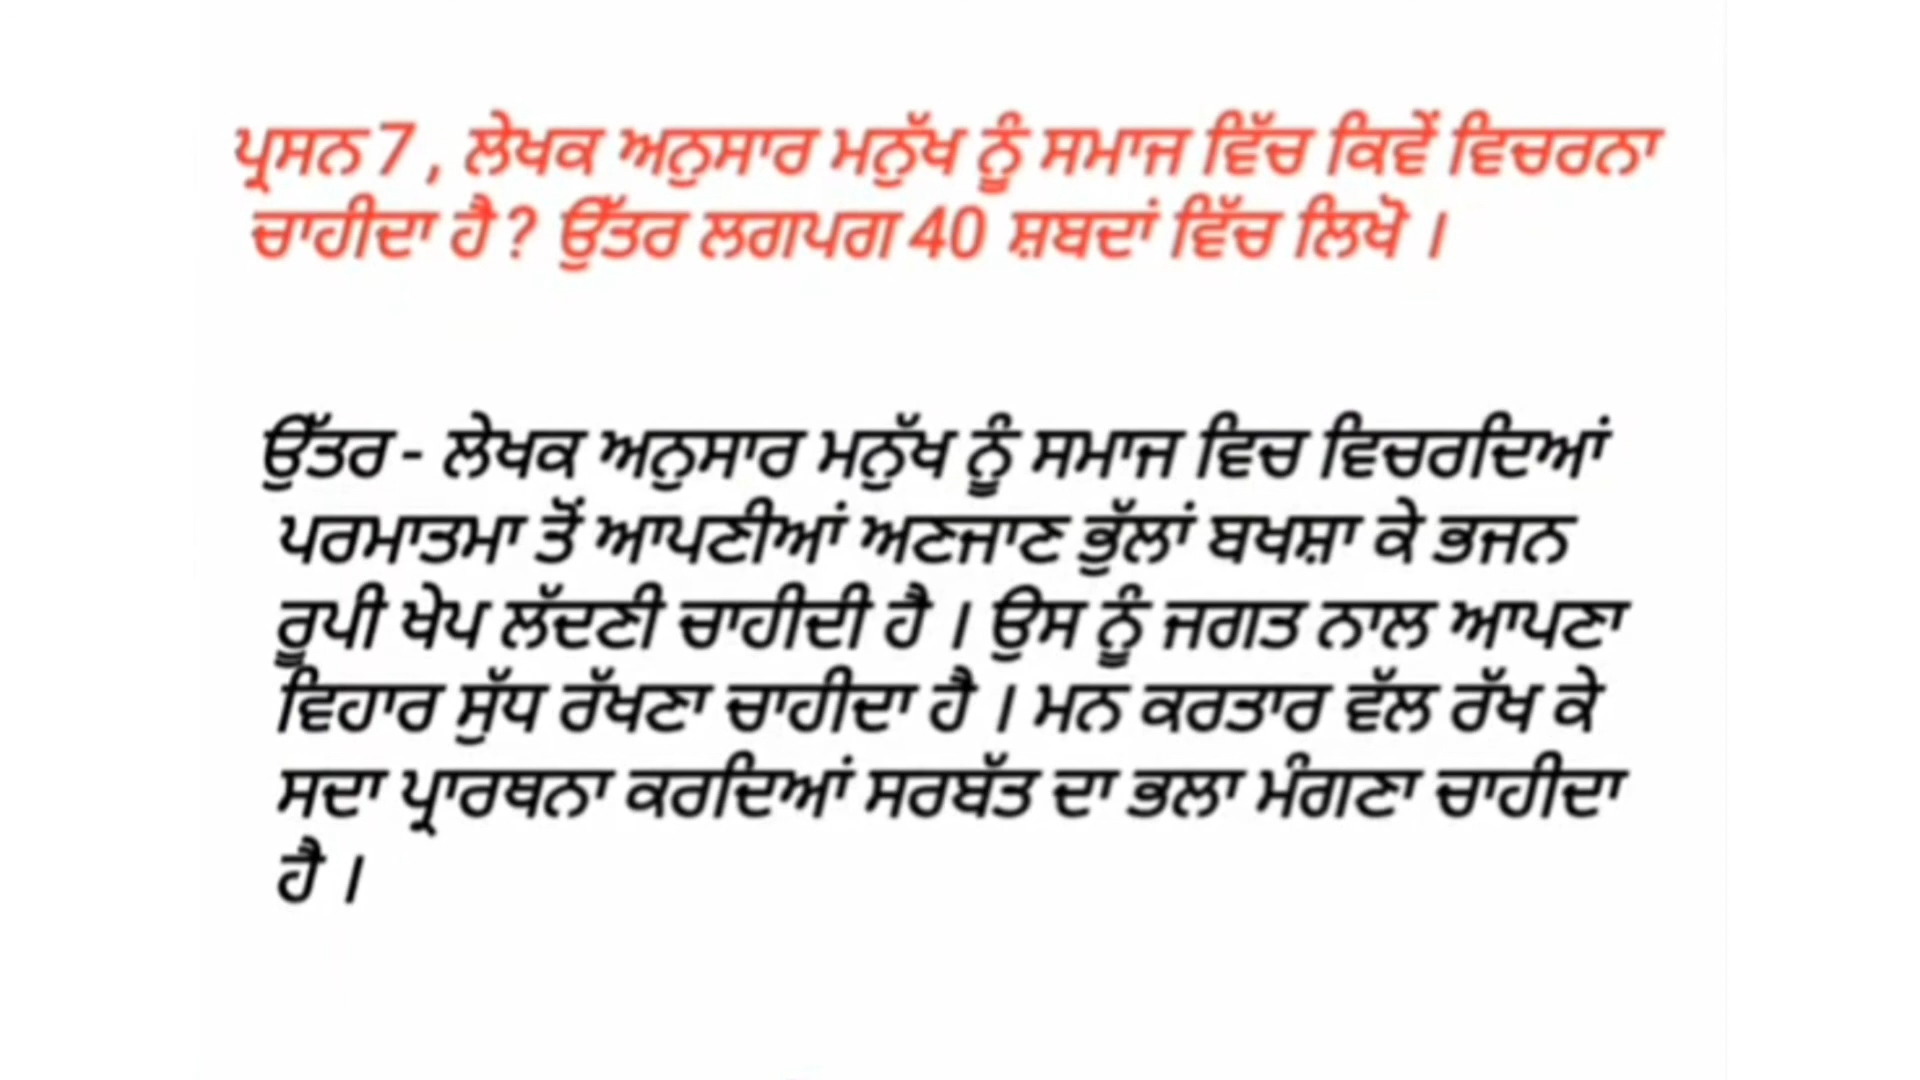 ਪ੍ਰਸਨ 7 , ਲੇਖਕ ਅਨੁਸਾਰ ਮਨੁੱਖ ਨੂੰ ਸਮਾਜ ਵਿੱਚ ਕਿਵੇਂ ਵਿਚਰਨਾ
ਚਾਹੀਦਾ ਹੈ ? ਉੱਤਰ ਲਗਪਗ 40 ਸ਼ਬਦਾਂ ਵਿੱਚ ਲਿਖੋ ।
ਉੱਤਰ - ਲੇਖਕ ਅਨੁਸਾਰ ਮਨੁੱਖ ਨੂੰ ਸਮਾਜ ਵਿਚ ਵਿਚਰਦਿਆਂ
ਪਰਮਾਤਮਾ ਤੋਂ ਆਪਣੀਆਂ ਅਣਜਾਣ ਭੁੱਲਾਂ ਬਖਸ਼ਾ ਕੇ ਭਜਨ
ਰੂਪੀ ਖੇਪ ਲੱਦਣੀ ਚਾਹੀਦੀ ਹੈ । ਉਸ ਨੂੰ ਜਗਤ ਨਾਲ ਆਪਣਾ
ਵਿਹਾਰ ਸੁੱਧ ਰੱਖਣਾ ਚਾਹੀਦਾ ਹੈ । ਮਨ ਕਰਤਾਰ ਵੱਲ ਰੱਖ ਕੇ
ਸਦਾ ਪ੍ਰਾਰਥਨਾ ਕਰਦਿਆਂ ਸਰਬੱਤ ਦਾ ਭਲਾ ਮੰਗਣਾ ਚਾਹੀਦਾ
ਹੈ ।